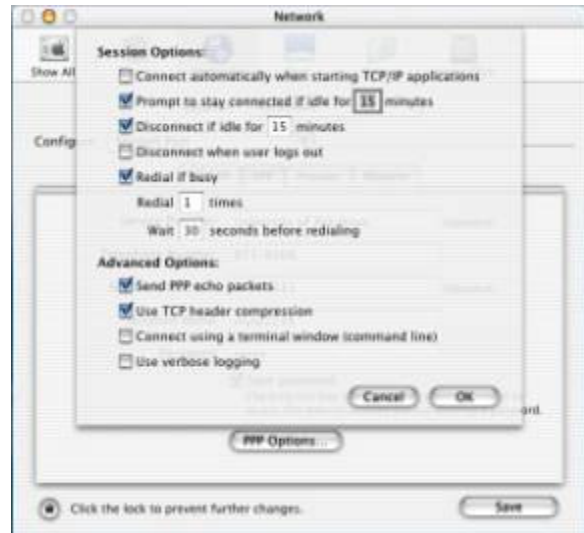 Network
Show All
Session Options:
Connect automatically when starting TCP/IP applications
Prompt to stay connected if idle for 15 minutes
Disconnect if idle for 15 minutes
Config
Disconnect when user logs out
Redial if busy
Redial 1 times
Wait 30 seconds before redialing
Advanced Options:
Send PPP echo packets
Use TCP header compression
Connect using a terminal window (command line)
Use verbose logging
Cancel OK
ord.
PPP Options...
Click the lock to prevent further changes.
Save